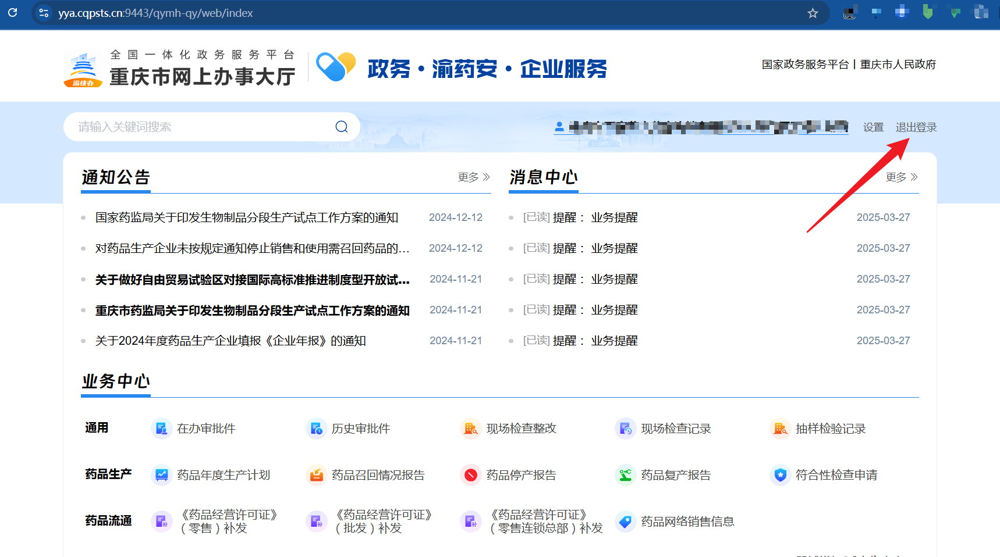 yya.cqpsts.cn:9443/qymh-qy/web/index
全国一体化政务服务平台
重庆市网上办事大厅
渝快办
政务·渝药安·企业服务
国家政务服务平台 | 重庆市人民政府
请输入关键词搜索
设置 退出登录
通知公告 更多
国家药监局关于印发生物制品分段生产试点工作方案的通知 2024-12-12
对药品生产企业未按规定通知停止销售和使用需召回药品的... 2024-12-12
关于做好自由贸易试验区对接国际高标准推进制度型开放试... 2024-11-21
重庆市药监局关于印发生物制品分段生产试点工作方案的通知 2024-11-21
关于2024年度药品生产企业填报《企业年报》的通知 2024-11-21
消息中心 更多
[已读] 提醒： 业务提醒 2025-03-27
[已读] 提醒： 业务提醒 2025-03-27
[已读] 提醒： 业务提醒 2025-03-27
[已读] 提醒： 业务提醒 2025-03-27
[已读] 提醒： 业务提醒 2025-03-27
业务中心
通用 在办审批件 历史审批件 现场检查整改 现场检查记录 抽样检验记录
药品生产 药品年度生产计划 药品召回情况报告 药品停产报告 药品复产报告 符合性检查申请
药品流通
《药品经营许可证》
（零售）补发
《药品经营许可证》
（批发）补发
《药品经营许可证》
（零售连锁总部）补发
药品网络销售信息